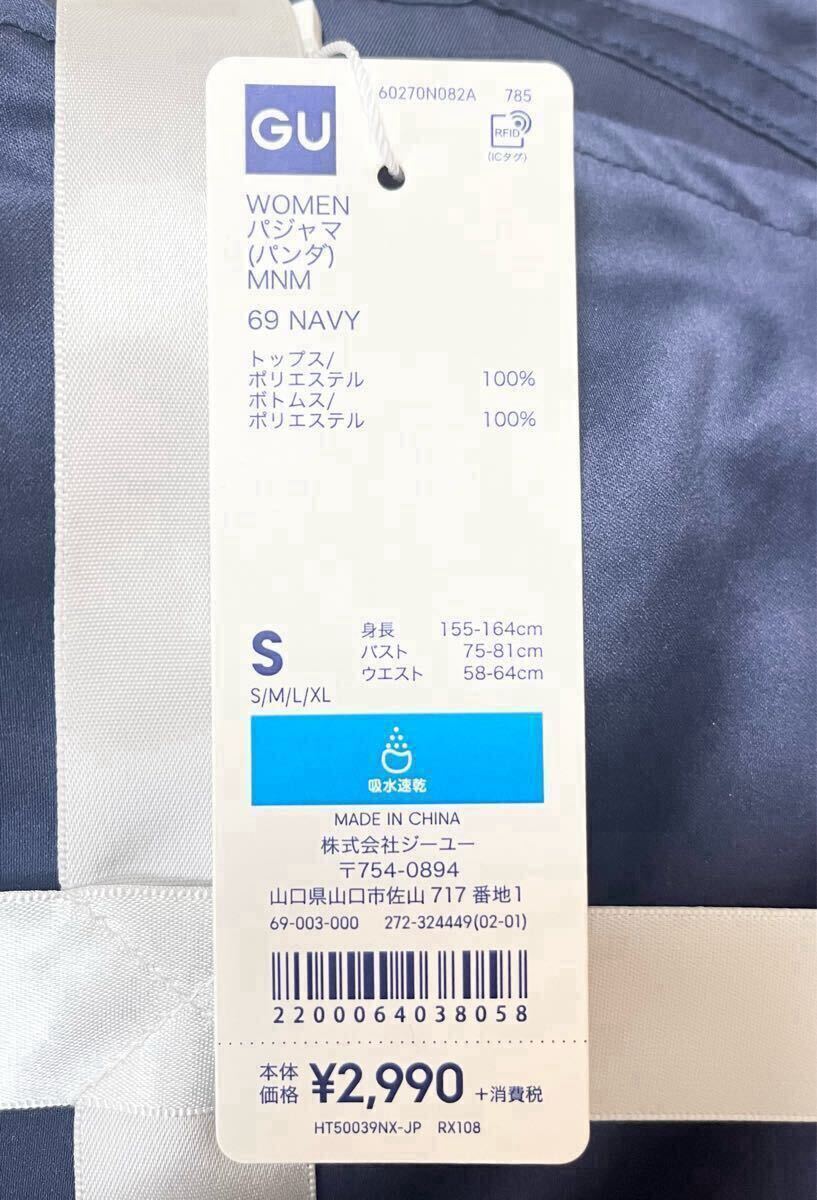 GU
60270N082A 785
RFID
(ICタグ)
WOMEN
パジャマ
(パンダ)
MNM
69 NAVY
トップス/
ポリエステル 100%
ボトムス/
ポリエステル 100%
S
S/M/L/XL
身長 155-164cm
バスト 75-81cm
ウエスト 58-64cm
吸水速乾
MADE IN CHINA
株式会社ジーユー
〒754-0894
山口県山口市佐山 717 番地1
69-003-000 272-324449(02-01)
2200064038058
本体
価格 ¥2,990 +消費税
HT50039NX-JP RX108